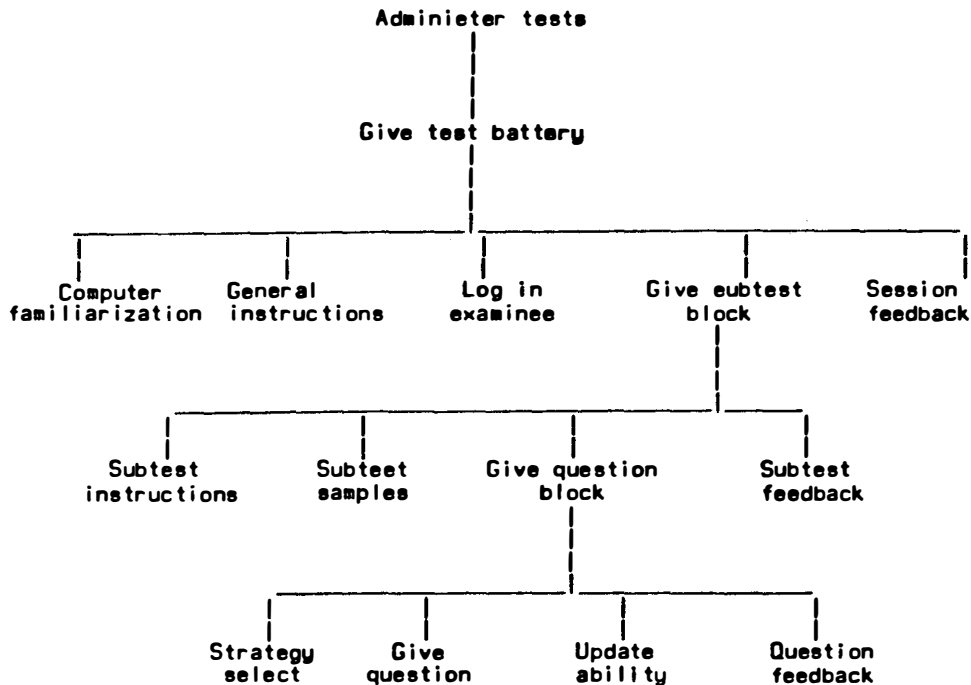 Administer tests
Give test battery
Computer General Log in Give eubtest Session
familiarization instructions examinee block feedback
Subtest Subteet Give question Subtest
instructions samples block feedback
Strategy Give Update Question
select question ability feedback